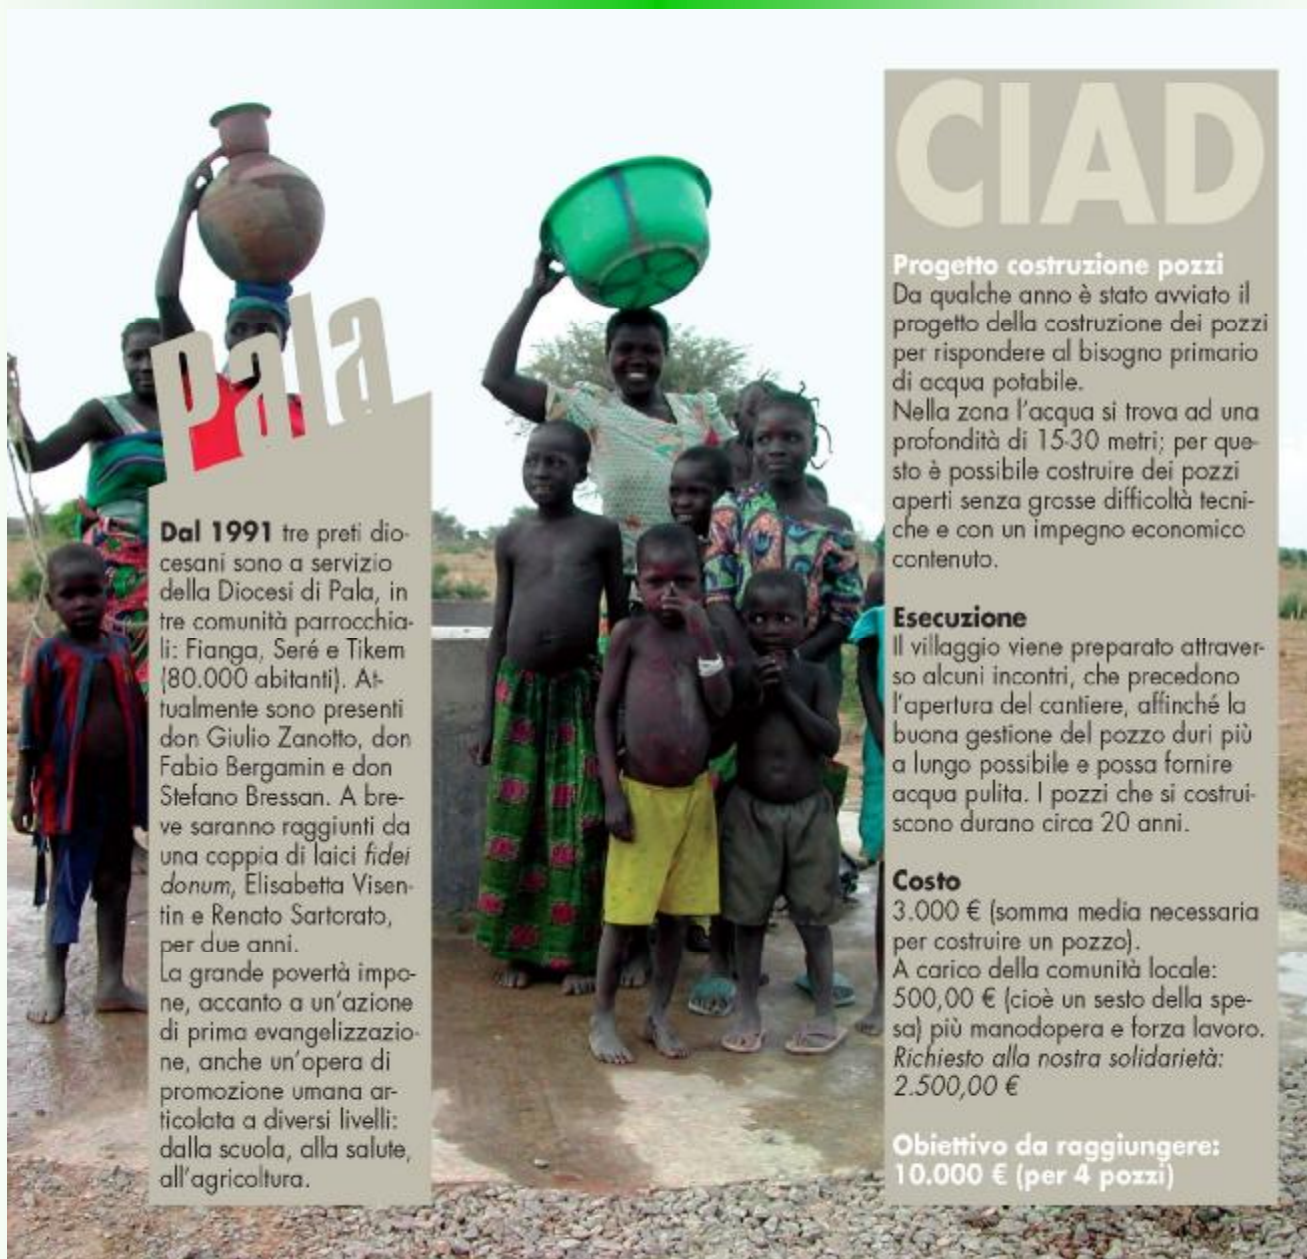 Pala
Dal 1991 tre preti dio-
cesani sono a servizio
della Diocesi di Pala, in
tre comunità parrocchia-
li: Fianga, Seré e Tikem
(80.000 abitanti). At-
tualmente sono presenti
don Giulio Zanotto, don
Fabio Bergamin e don
Stefano Bressan. A bre-
ve saranno raggiunti da
una coppia di laici fidei
donum, Elisabetta Visen-
tin e Renato Sartorato,
per due anni.
La grande povertà impo-
ne, accanto a un'azione
di prima evangelizzazio-
ne, anche un'opera di
promozione umana ar-
ticolata a diversi livelli:
dalla scuola, alla salute,
all'agricoltura.
CIAD
Progetto costruzione pozzi
Da qualche anno è stato avviato il
progetto della costruzione dei pozzi
per rispondere al bisogno primario
di acqua potabile.
Nella zona l'acqua si trova ad una
profondità di 15-30 metri; per que-
sto è possibile costruire dei pozzi
aperti senza grosse difficoltà tecni-
che e con un impegno economico
contenuto.
Esecuzione
Il villaggio viene preparato attraver-
so alcuni incontri, che precedono
l'apertura del cantiere, affinché la
buona gestione del pozzo duri più
a lungo possibile e possa fornire
acqua pulita. I pozzi che si costrui-
scono durano circa 20 anni.
Costo
3.000 € (somma media necessaria
per costruire un pozzo).
A carico della comunità locale:
500,00 € (cioè un sesto della spe-
sa) più manodopera e forza lavoro.
Richiesto alla nostra solidarietà:
2.500,00 €
Obiettivo da raggiungere:
10.000 € (per 4 pozzi)